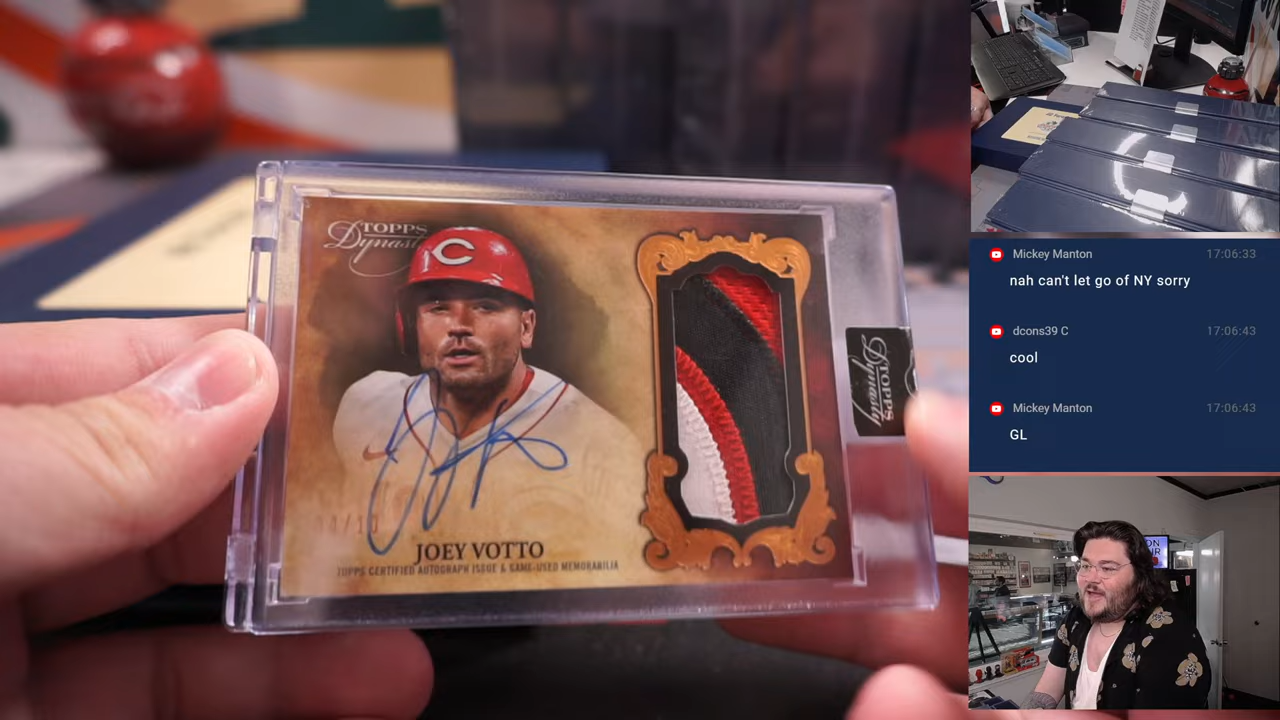 TOPPS
Dynasty
C
JOEY VOTTO
TOPPS CERTIFIED AUTOGRAPH ISSUE & GAME-USED MEMORABILIA
TOPPS
Dynasty
Mickey Manton 17:06:33
nah can't let go of NY sorry
dcons39 C 17:06:43
cool
Mickey Manton 17:06:43
GL
ON